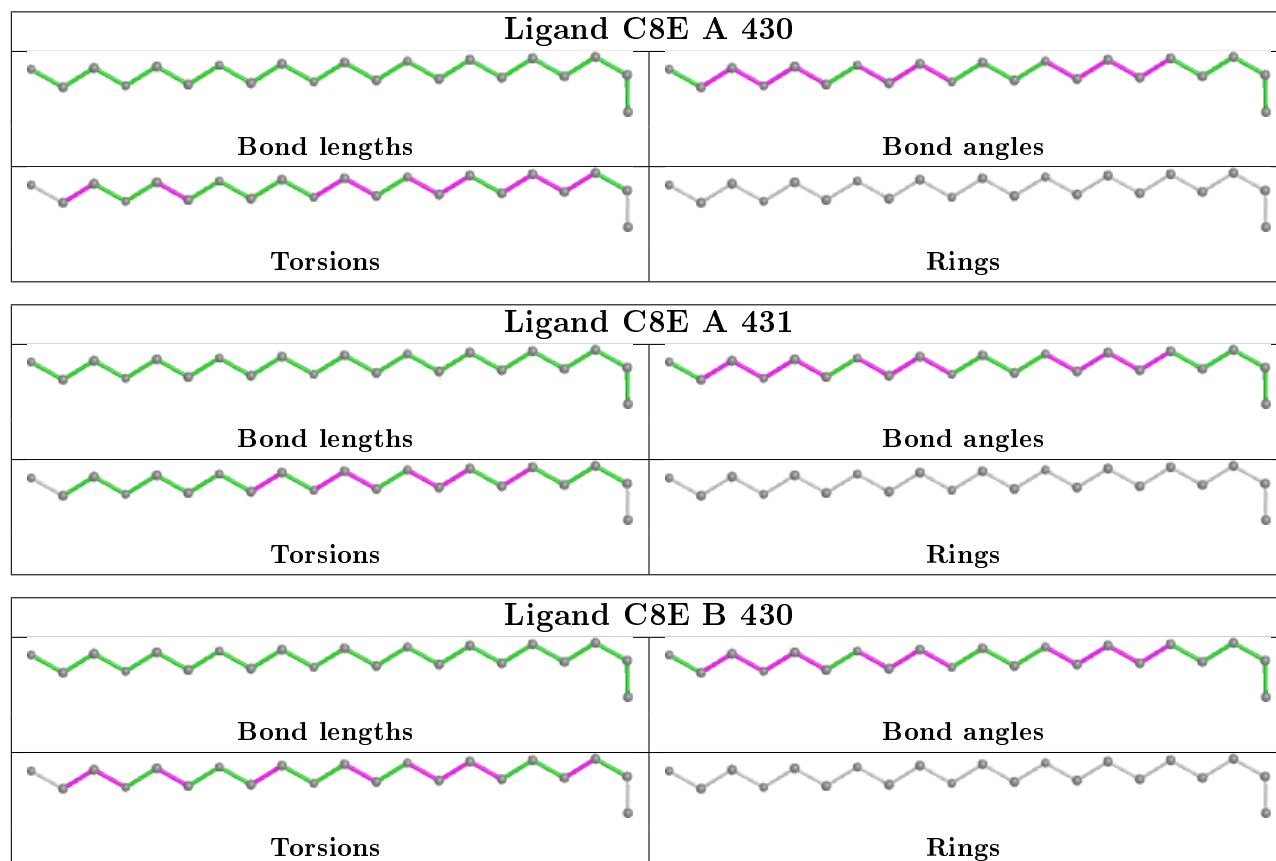 Ligand C8E A 430
Bond lengths
Bond angles
Torsions
Rings
Ligand C8E A 431
Bond lengths
Bond angles
Torsions
Rings
Ligand C8E B 430
Bond lengths
Bond angles
Torsions
Rings